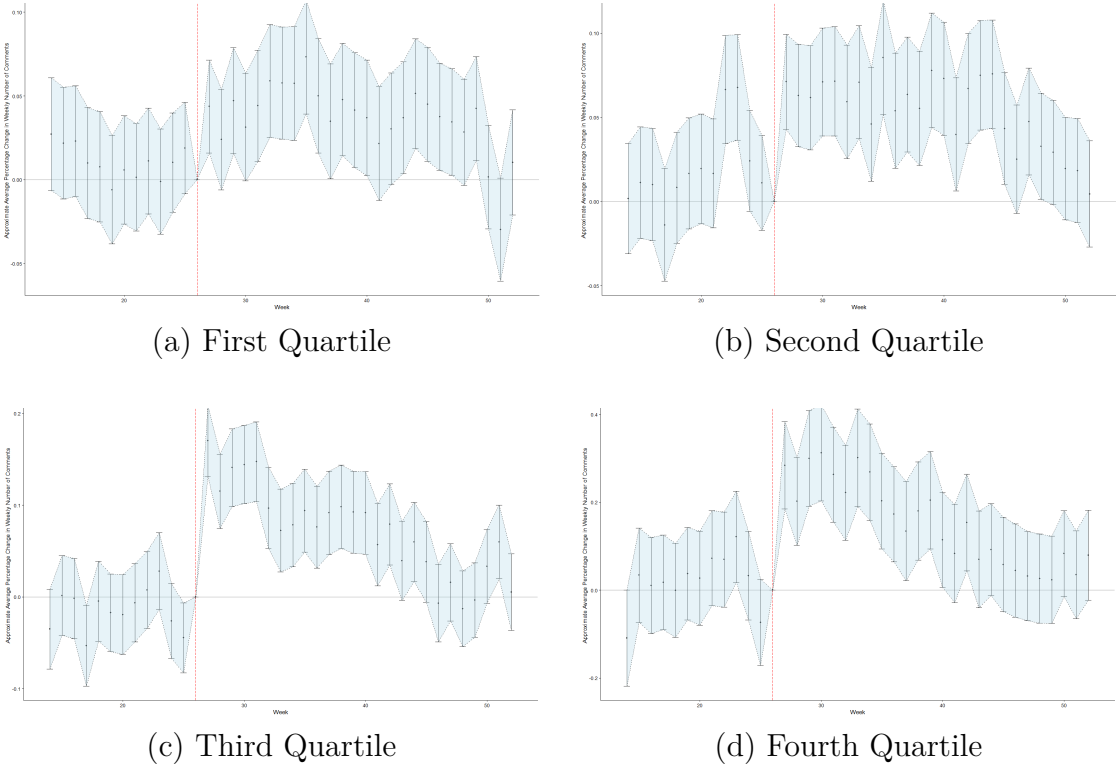 Approximate Average Percentage Change in Weekly Number of Comments
0.10
0.05
0.00
-0.05
20
30
40
50
Week
(a) First Quartile
Approximate Average Percentage Change in Weekly Number of Comments
0.10
0.05
0.00
-0.05
20
30
40
50
Week
(b) Second Quartile
Approximate Average Percentage Change in Weekly Number of Comments
0.2
0.1
0.0
-0.1
20
30
40
50
Week
(c) Third Quartile
Approximate Average Percentage Change in Weekly Number of Comments
0.4
0.2
0.0
-0.2
20
30
40
50
Week
(d) Fourth Quartile